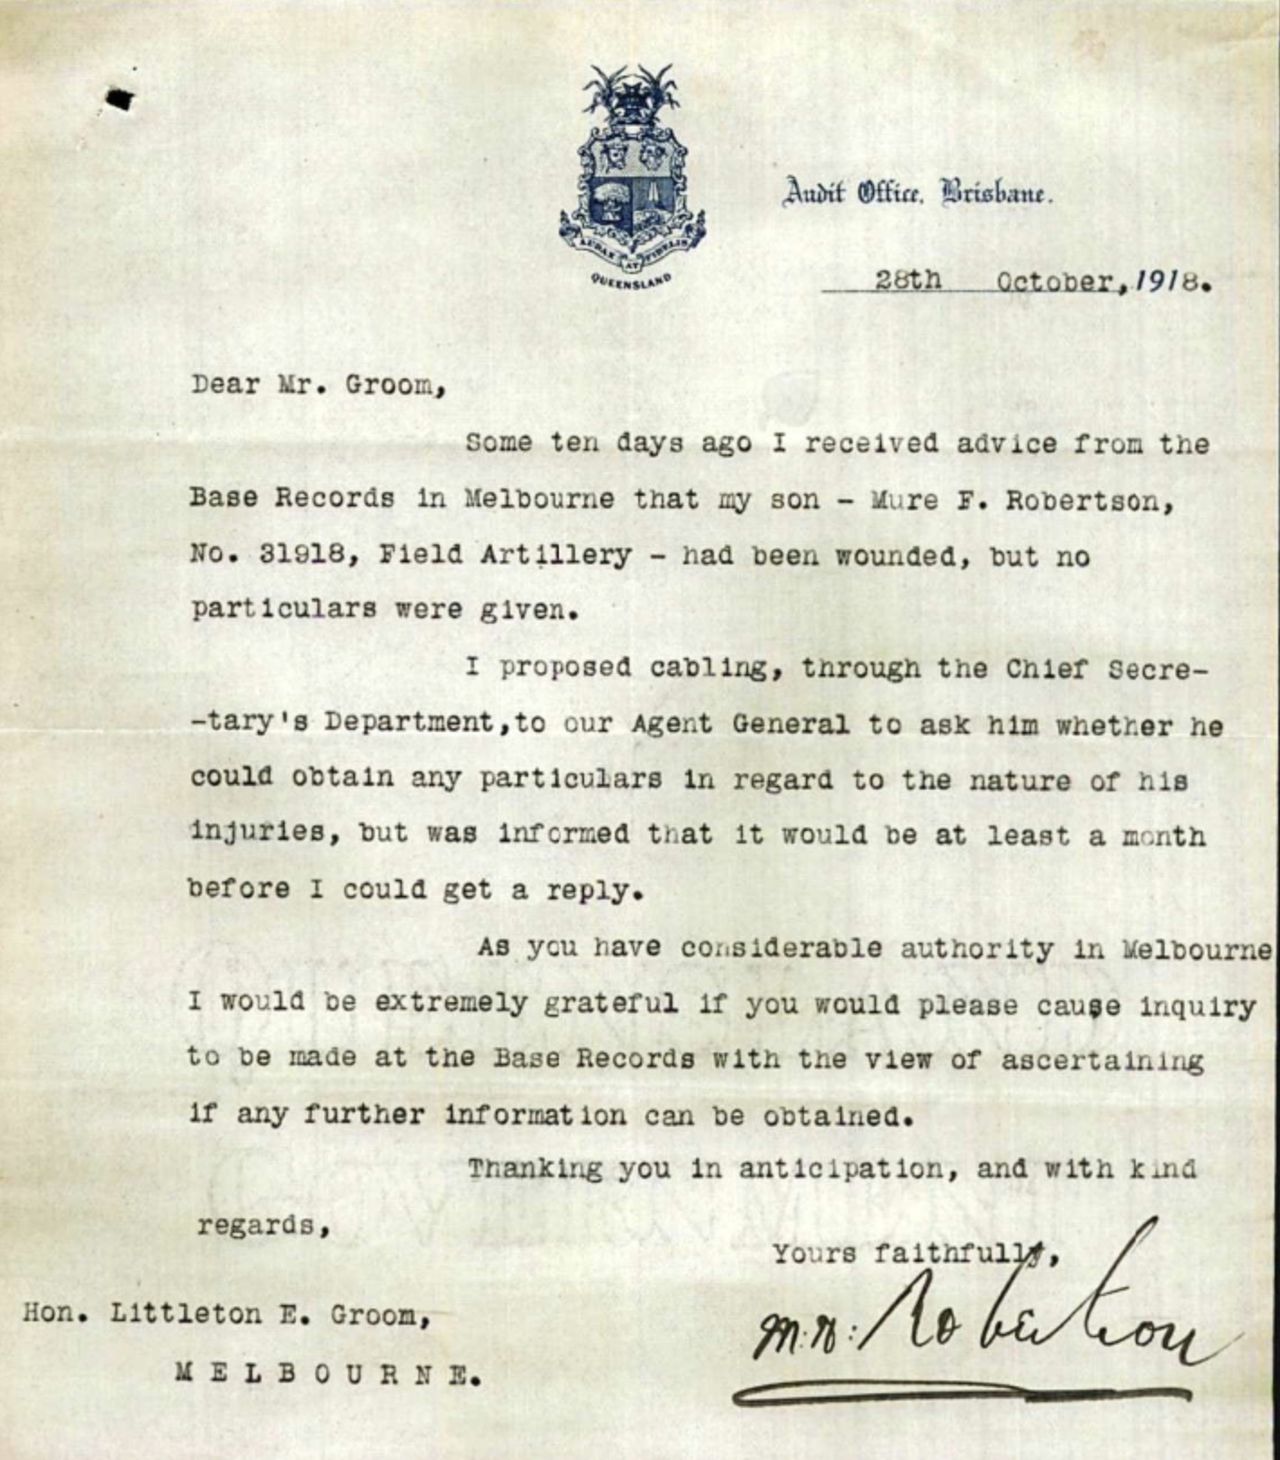 AUDAX AT FIDELIS
QUEENSLAND
Audit Office, Brisbane.
28th October, 1918.
Dear Mr. Groom,
Some ten days ago I received advice from the
Base Records in Melbourne that my son - Mure F. Robertson,
No. 31918, Field Artillery - had been wounded, but no
particulars were given.
I proposed cabling, through the Chief Secre-
-tary's Department,to our Agent General to ask him whether he
could obtain any particulars in regard to the nature of his
injuries, but was informed that it would be at least a month
before I could get a reply.
As you have considerable authority in Melbourne
I would be extremely grateful if you would please cause inquiry
to be made at the Base Records with the view of ascertaining
if any further information can be obtained.
Thanking you in anticipation, and with kind
regards,
Yours faithfully,
Hon. Littleton E. Groom,
Robertson
MELBOURNE.